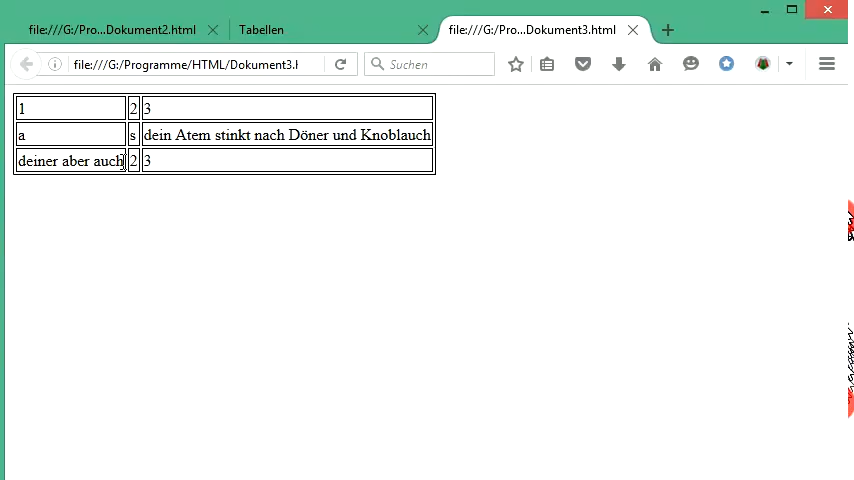 file:///G:/Pro...Dokument2.html
Tabellen
file:///G:/Pro...Dokument3.html
file:///G:/Programme/HTML/Dokument3.h
Suchen
1 2 3
a s dein Atem stinkt nach Döner und Knoblauch
deiner aber auch 2 3